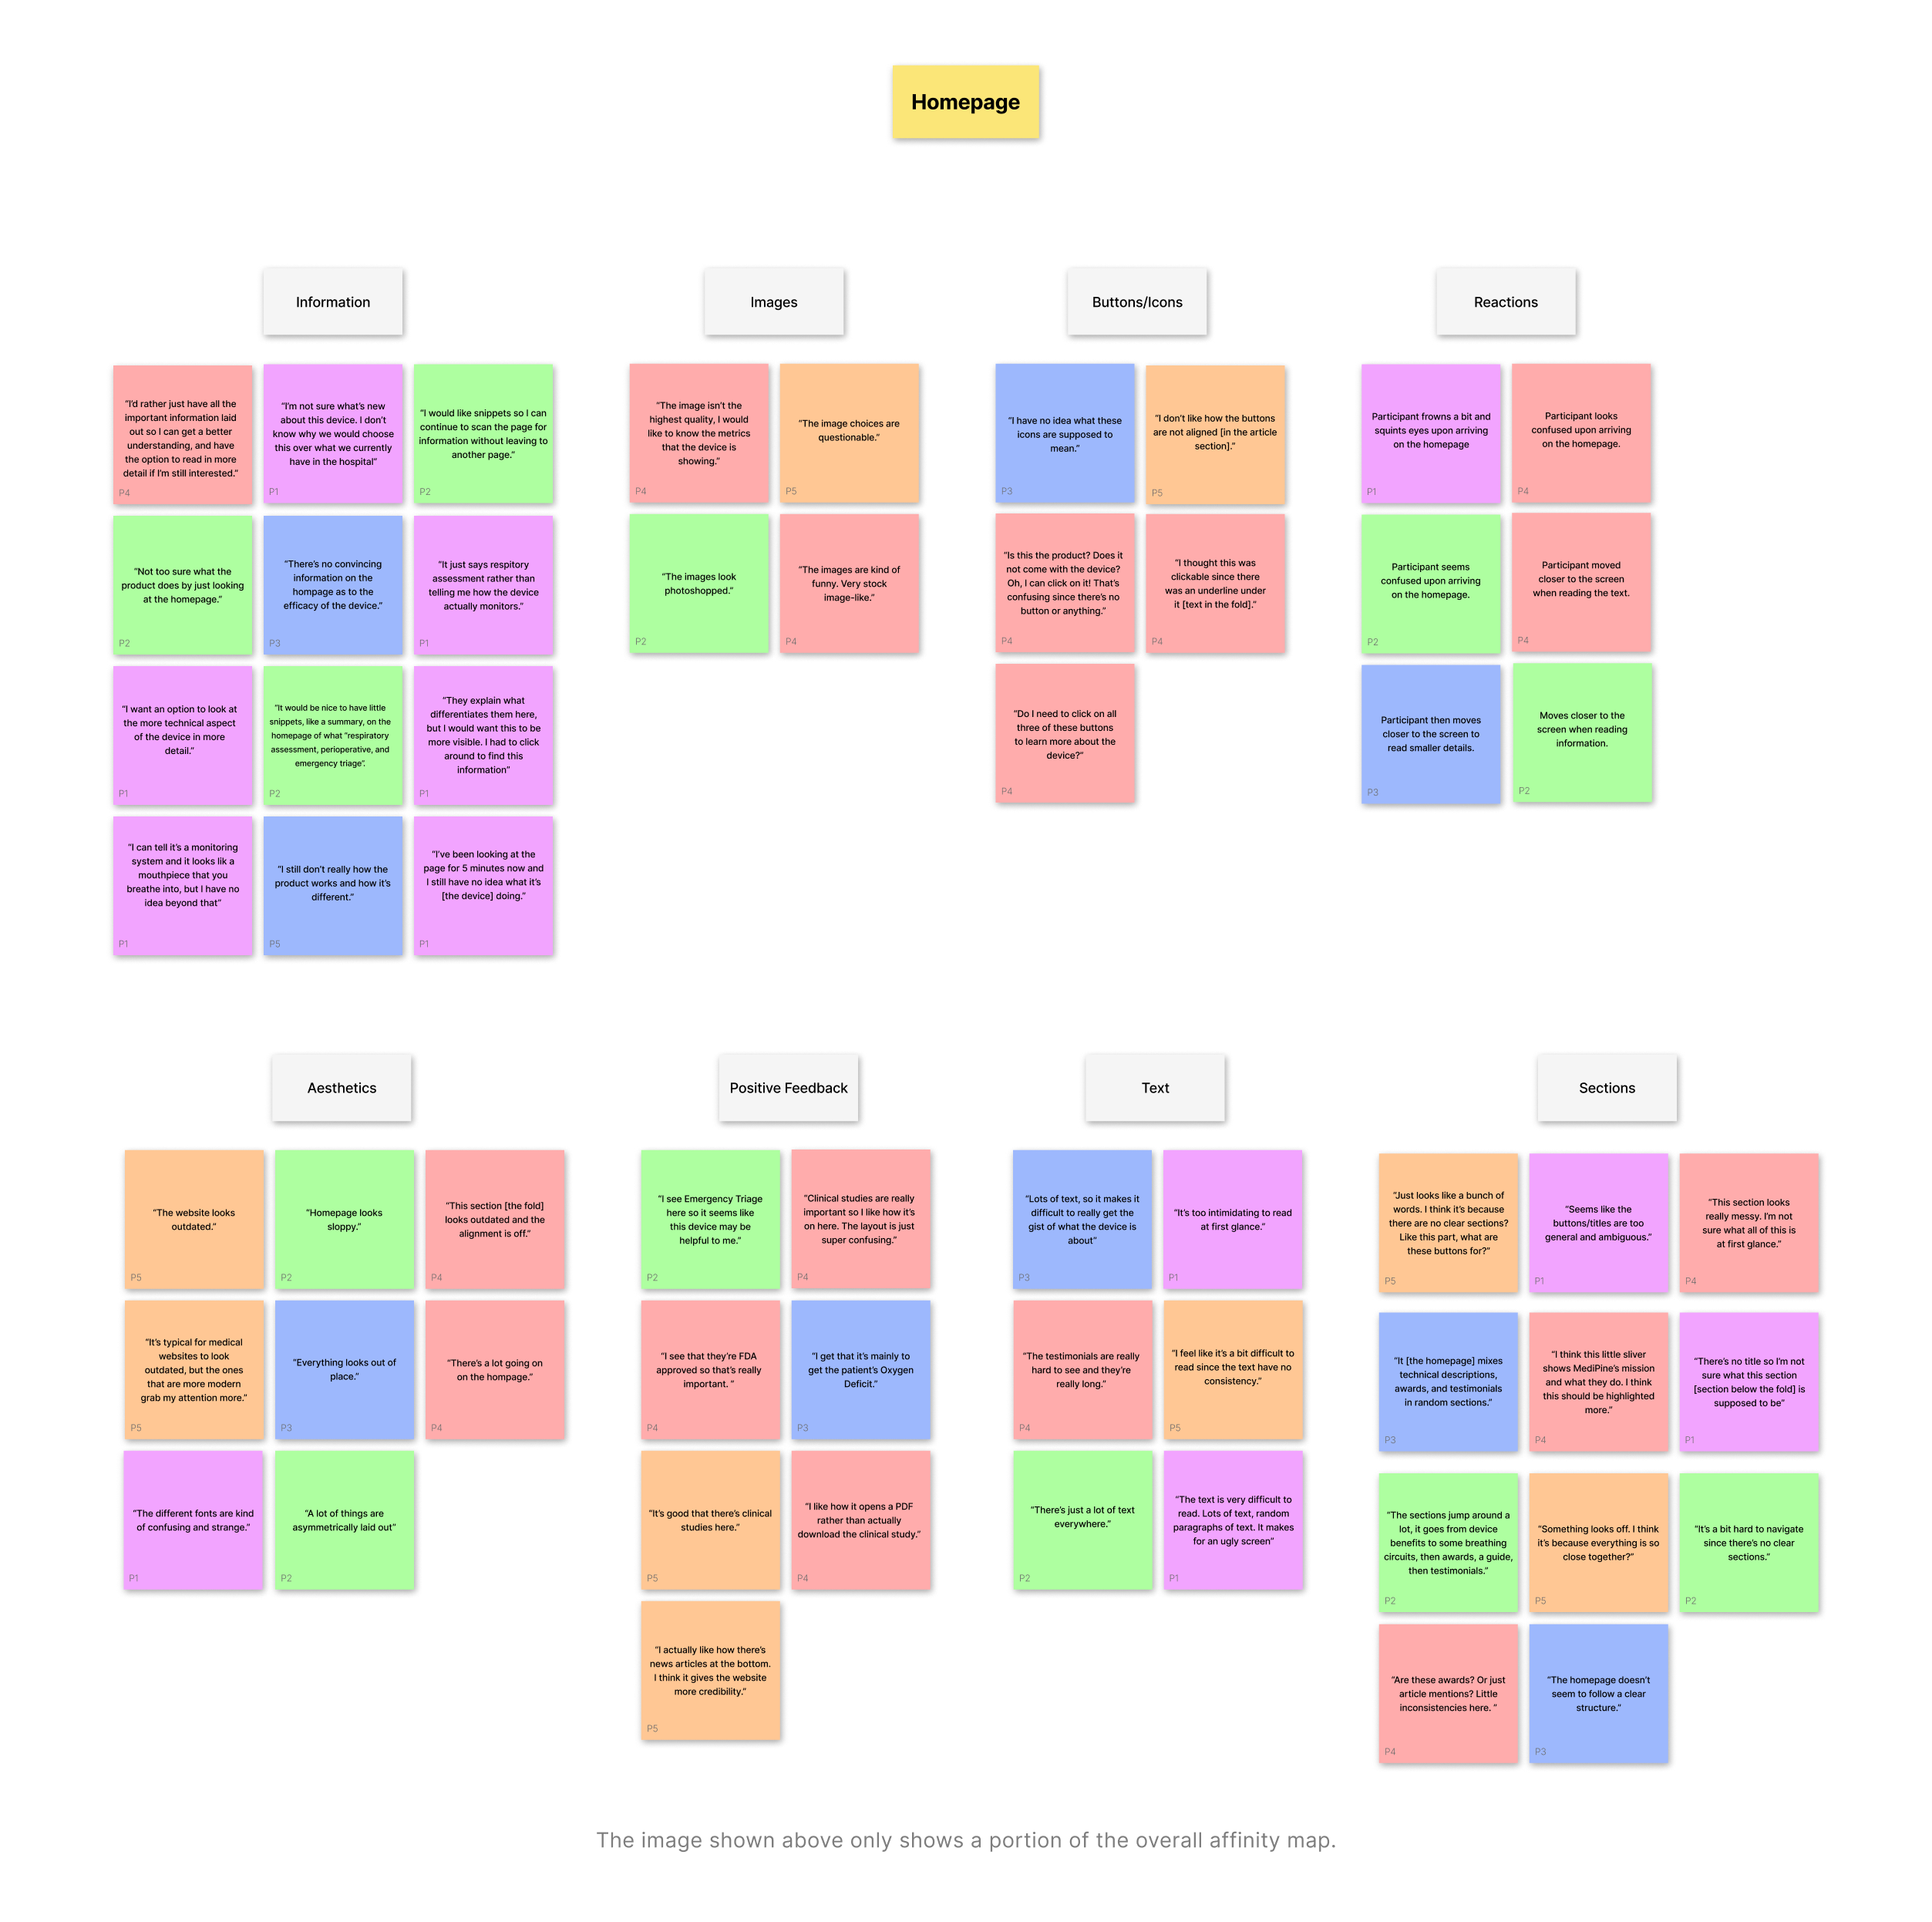 Homepage
Information
“I’d rather just have all the
important information laid
out so I can get a better
understanding, and have
the option to read in more
detail if I’m still interested.”
P4
“I’m not sure what’s new
about this device. I don’t
know why we would choose
this over what we currently
have in the hospital”
P1
“I would like snippets so I can
continue to scan the page for
information without leaving to
another page.”
P2
“Not too sure what the
product does by just looking
at the homepage.”
P2
“There’s no convincing
information on the
hompage as to the
efficacy of the device.”
P3
“It just says respitory
assessment rather than
telling me how the device
actually monitors.”
P1
“I want an option to look at
the more technical aspect
of the device in more
detail.”
P1
“It would be nice to have little
snippets, like a summary, on the
homepage of what “respiratory
assessment, perioperative, and
emergency triage”.
P2
“They explain what
differentiates them here,
but I would want this to be
more visible. I had to click
around to find this
information”
P1
“I can tell it’s a monitoring
system and it looks lik a
mouthpiece that you
breathe into, but I have no
idea beyond that”
P1
“I still don’t really how the
product works and how it’s
different.”
P5
“I’ve been looking at the
page for 5 minutes now and
I still have no idea what it’s
[the device] doing.”
P1
Images
“The image isn’t the
highest quality, I would
like to know the metrics
that the device is
showing.”
P4
“The image choices are
questionable.”
P5
“The images look
photoshopped.”
P2
“The images are kind of
funny. Very stock
image-like.”
P4
Buttons/Icons
“I have no idea what these
icons are supposed to
mean.”
P3
“I don’t like how the buttons
are not aligned [in the article
section].”
P5
“Is this the product? Does it
not come with the device?
Oh, I can click on it! That’s
confusing since there’s no
button or anything.”
P4
“I thought this was
clickable since there
was an underline under
it [text in the fold].”
P4
“Do I need to click on all
three of these buttons
to learn more about the
device?”
P4
Reactions
Participant frowns a bit and
squints eyes upon arriving
on the homepage
P1
Participant looks
confused upon arriving
on the homepage.
P4
Participant seems
confused upon arriving
on the homepage.
P2
Participant moved
closer to the screen
when reading the text.
P4
Participant then moves
closer to the screen to
read smaller details.
P3
Moves closer to the
screen when reading
information.
P2
Aesthetics
“The website looks
outdated.”
P5
“Homepage looks
sloppy.”
P2
“This section [the fold]
looks outdated and the
alignment is off.”
P4
“It’s typical for medical
websites to look
outdated, but the ones
that are more modern
grab my attention more.”
P5
“Everything looks out of
place.”
P3
“There’s a lot going on
on the hompage.”
P4
“The different fonts are kind
of confusing and strange.”
P1
“A lot of things are
asymmetrically laid out”
P2
Positive Feedback
“I see Emergency Triage
here so it seems like
this device may be
helpful to me.”
P2
“Clinical studies are really
important so I like how it’s
on here. The layout is just
super confusing.”
P4
“I see that they’re FDA
approved so that’s really
important. “
P4
“I get that it’s mainly to
get the patient’s Oxygen
Deficit.”
P3
“It’s good that there’s clinical
studies here.”
P5
“I like how it opens a PDF
rather than actually
download the clinical study.”
P4
“I actually like how there’s
news articles at the bottom.
I think it gives the website
more credibility.”
P5
Text
“Lots of text, so it makes it
difficult to really get the
gist of what the device is
about”
P3
“It’s too intimidating to read
at first glance.”
P1
“The testimonials are really
hard to see and they’re
really long.”
P4
“I feel like it’s a bit difficult to
read since the text have no
consistency.”
P5
“There’s just a lot of text
everywhere.”
P2
“The text is very difficult to
read. Lots of text, random
paragraphs of text. It makes
for an ugly screen”
P1
Sections
“Just looks like a bunch of
words. I think it’s because
there are no clear sections?
Like this part, what are
these buttons for?”
P5
“Seems like the
buttons/titles are too
general and ambiguous.”
P1
“This section looks
really messy. I’m not
sure what all of this is
at first glance.”
P4
“It [the homepage] mixes
technical descriptions,
awards, and testimonials
in random sections.”
P3
“I think this little sliver
shows MediPine’s mission
and what they do. I think
this should be highlighted
more.”
P4
“There’s no title so I’m not
sure what this section
[section below the fold] is
supposed to be”
P1
“The sections jump around a
lot, it goes from device
benefits to some breathing
circuits, then awards, a guide,
then testimonials.”
P2
“Something looks off. I think
it’s because everything is so
close together?”
P5
“It’s a bit hard to navigate
since there’s no clear
sections.”
P2
“Are these awards? Or just
article mentions? Little
inconsistencies here. “
P4
“The homepage doesn’t
seem to follow a clear
structure.”
P3
The image shown above only shows a portion of the overall affinity map.